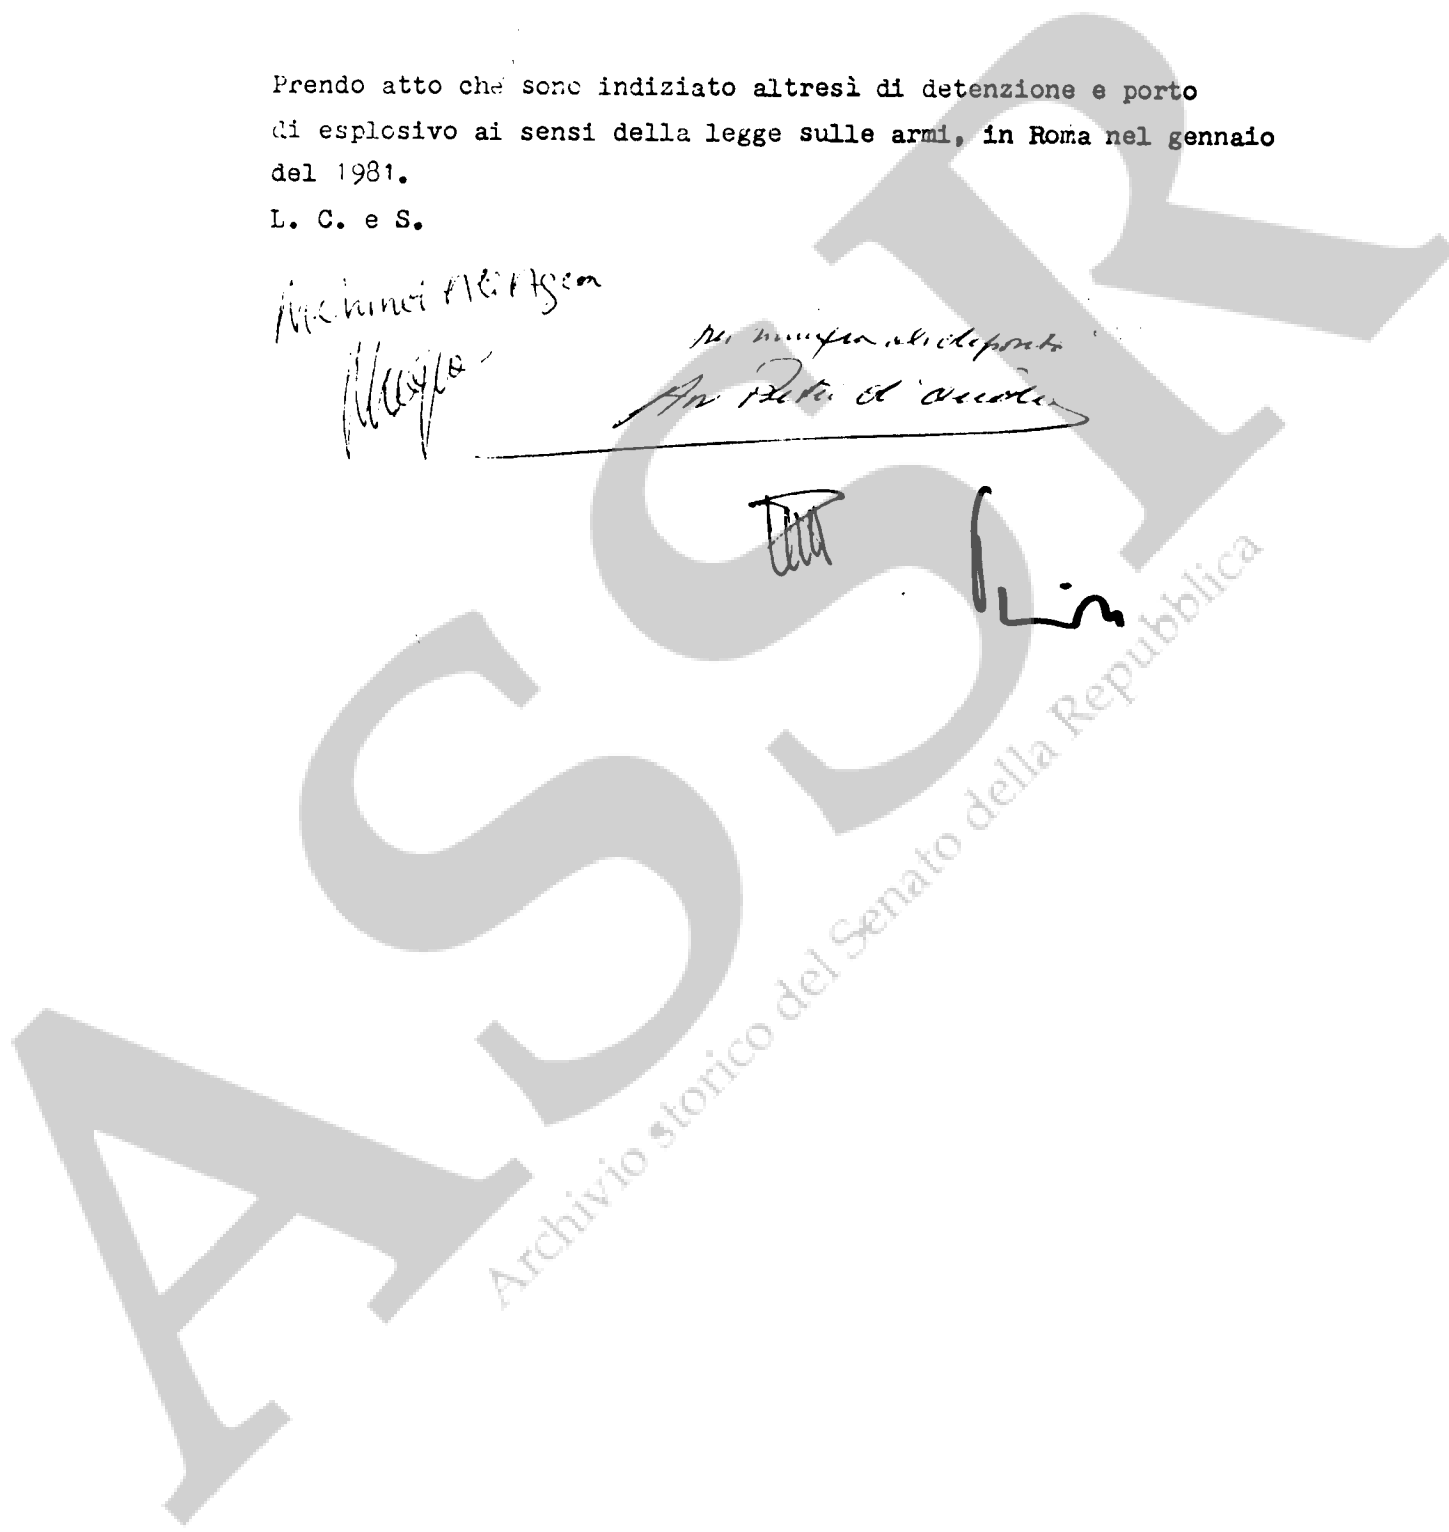 Prendo atto che sono indiziato altresì di detenzione e porto
di esplosivo ai sensi della legge sulle armi, in Roma nel gennaio
del 1981.
L. C. e S.
ASSR
Archivio storico del Senato della Repubblica